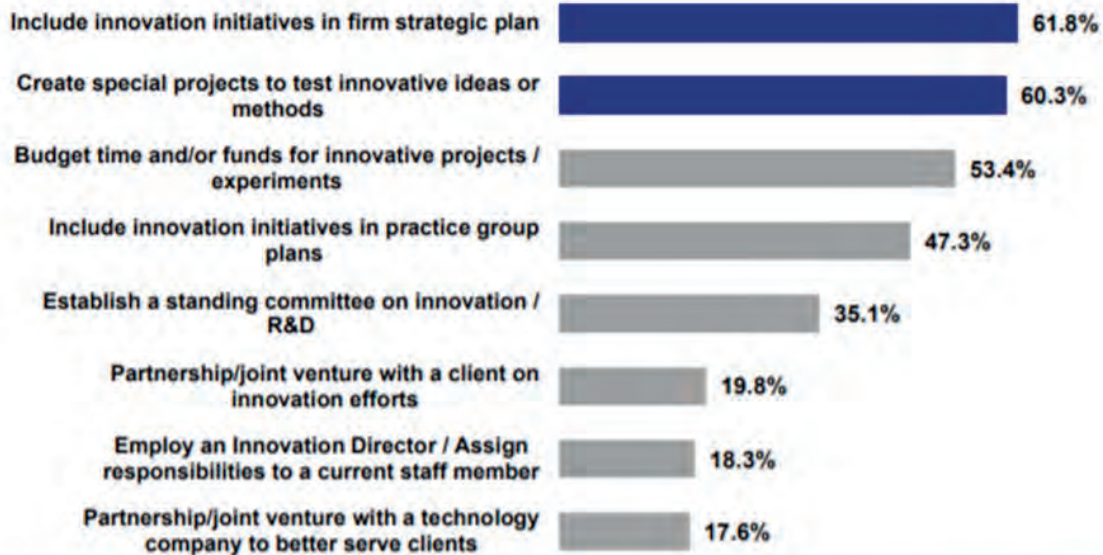 Include innovation initiatives in firm strategic plan
61.8%
Create special projects to test innovative ideas or
methods
60.3%
Budget time and/or funds for innovative projects /
experiments
53.4%
Include innovation initiatives in practice group
plans
47.3%
Establish a standing committee on innovation /
R&D
35.1%
Partnership/joint venture with a client on
innovation efforts
19.8%
Employ an Innovation Director / Assign
responsibilities to a current staff member
18.3%
Partnership/joint venture with a technology
company to better serve clients
17.6%